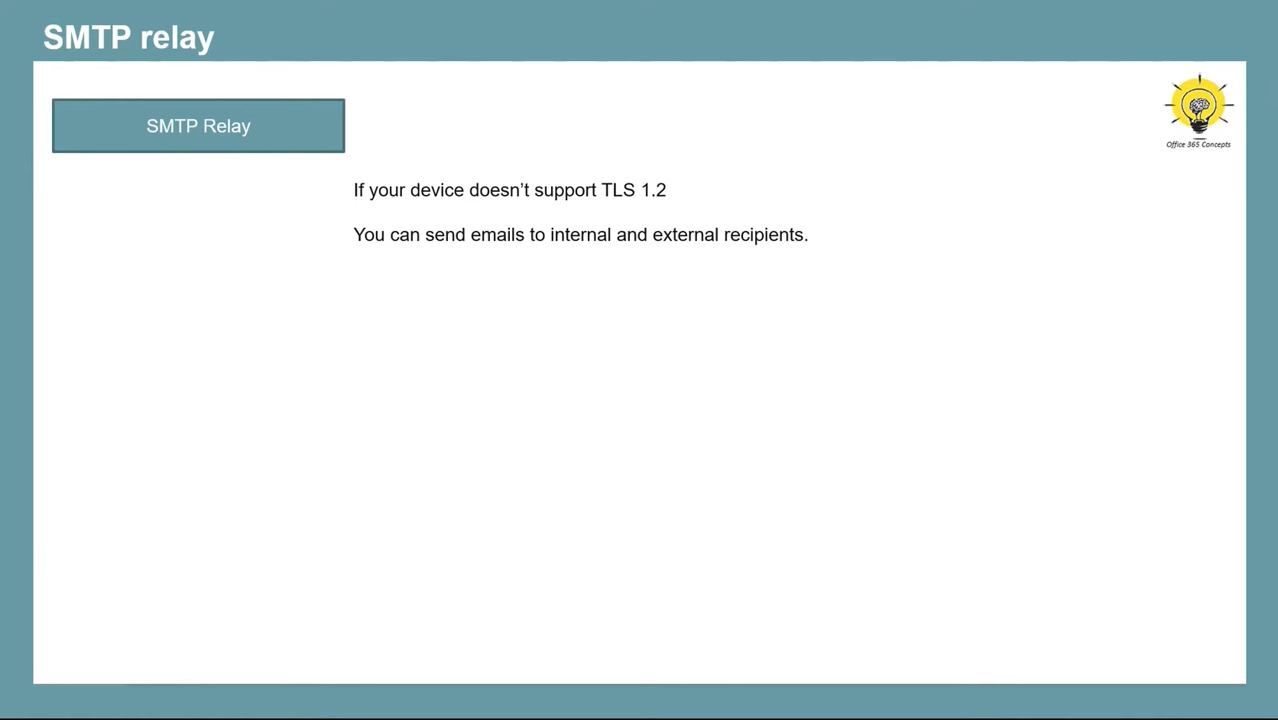 SMTP relay
SMTP Relay
Office 365 Concepts
If your device doesn’t support TLS 1.2
You can send emails to internal and external recipients.